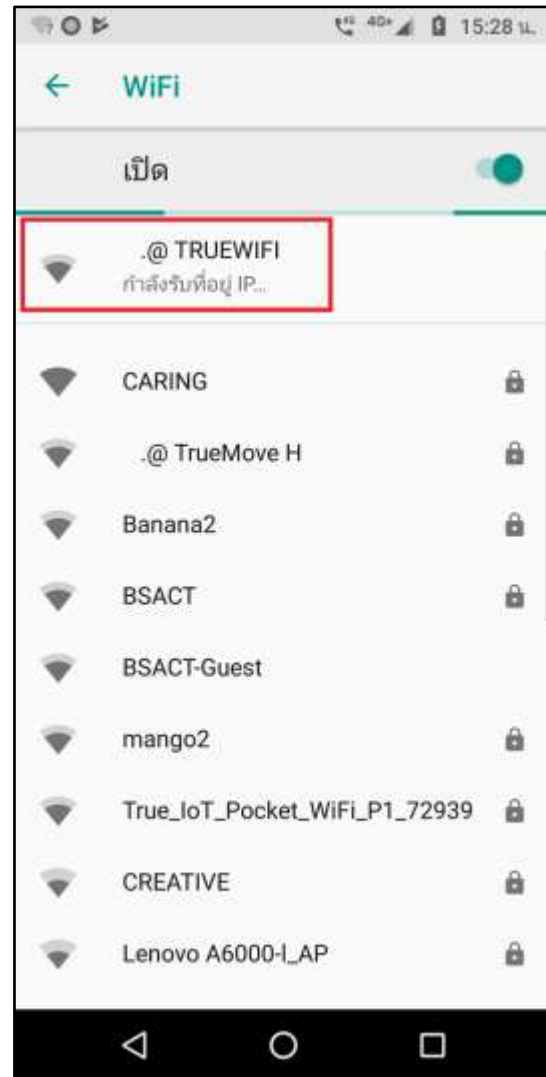 4G+ 15:28 น.
WiFi
เปิด
.@ TRUEWIFI
กำลังรับที่อยู่ IP...
CARING
.@ TrueMove H
Banana2
BSACT
BSACT-Guest
mango2
True_IoT_Pocket_WiFi_P1_72939
CREATIVE
Lenovo A6000-l_AP